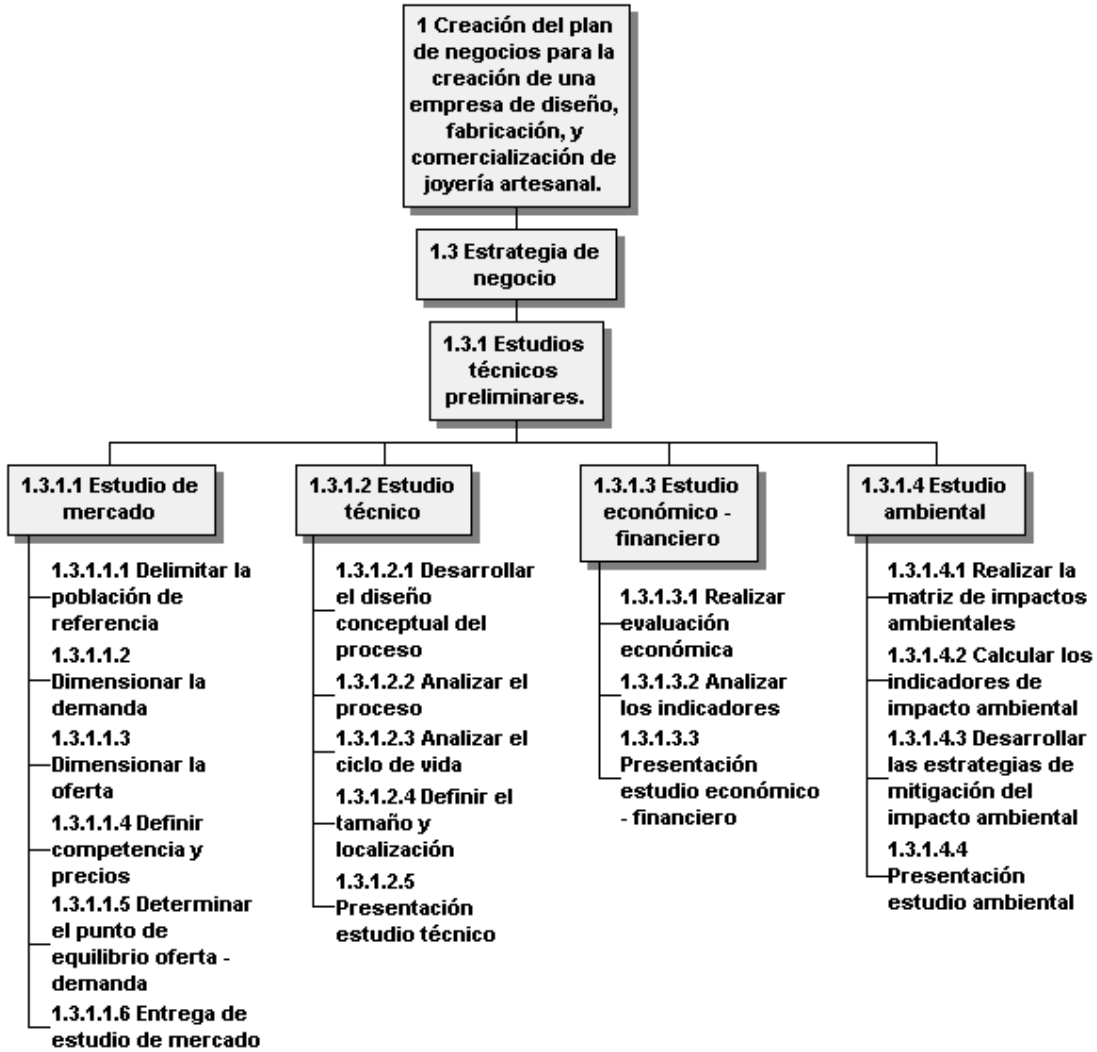 1 Creación del plan
de negocios para la
creación de una
empresa de diseño,
fabricación, y
comercialización de
joyería artesanal.
1.3 Estrategia de
negocio
1.3.1 Estudios
técnicos
preliminares.
1.3.1.1 Estudio de
mercado
1.3.1.1.1 Delimitar la
población de
referencia
1.3.1.1.2
Dimensionar la
demanda
1.3.1.1.3
Dimensionar la
oferta
1.3.1.1.4 Definir
competencia y
precios
1.3.1.1.5 Determinar
el punto de
equilibrio oferta -
demanda
1.3.1.1.6 Entrega de
estudio de mercado
1.3.1.2 Estudio
técnico
1.3.1.2.1 Desarrollar
el diseño
conceptual del
proceso
1.3.1.2.2 Analizar el
proceso
1.3.1.2.3 Analizar el
ciclo de vida
1.3.1.2.4 Definir el
tamaño y
localización
1.3.1.2.5
Presentación
estudio técnico
1.3.1.3 Estudio
económico -
financiero
1.3.1.3.1 Realizar
evaluación
económica
1.3.1.3.2 Analizar
los indicadores
1.3.1.3.3
Presentación
estudio económico
- financiero
1.3.1.4 Estudio
ambiental
1.3.1.4.1 Realizar la
matriz de impactos
ambientales
1.3.1.4.2 Calcular los
indicadores de
impacto ambiental
1.3.1.4.3 Desarrollar
las estrategias de
mitigación del
impacto ambiental
1.3.1.4.4
Presentación
estudio ambiental